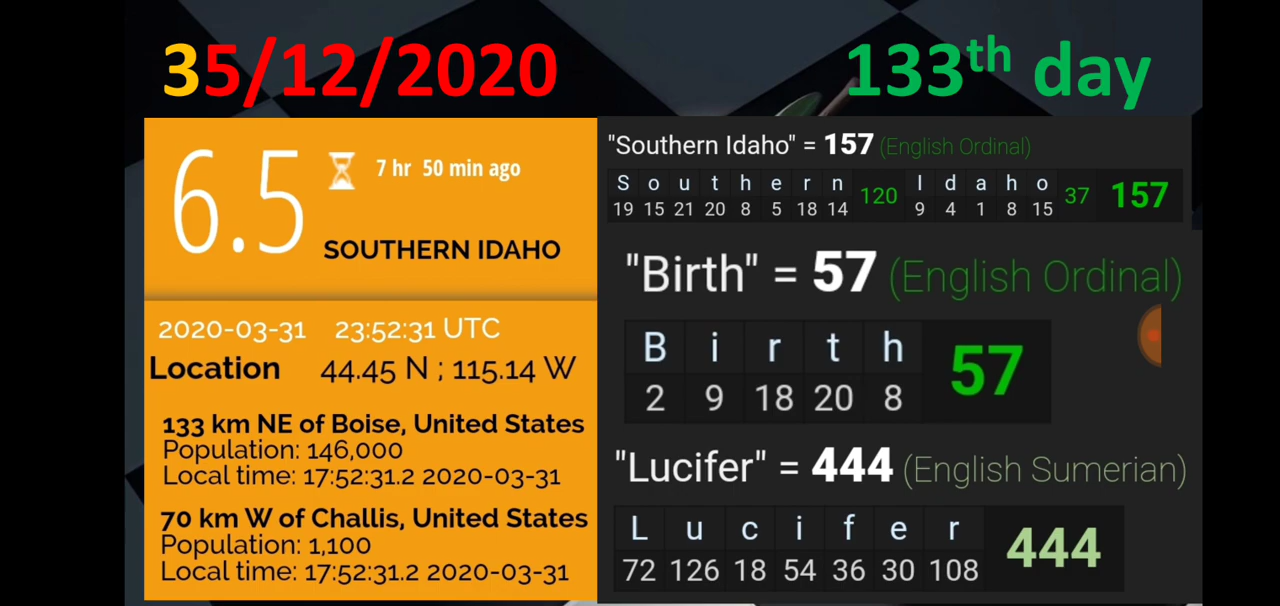 35/12/2020
133th day
6.5
7 hr 50 min ago
SOUTHERN IDAHO
2020-03-31 23:52:31 UTC
Location 44.45 N ; 115.14 W
133 km NE of Boise, United States
Population: 146,000
Local time: 17:52:31.2 2020-03-31
70 km W of Challis, United States
Population: 1,100
Local time: 17:52:31.2 2020-03-31
"Southern Idaho" = 157 (English Ordinal)
S o u t h e r n 120 I d a h o 37 157
19 15 21 20 8 5 18 14 9 4 1 8 15
"Birth" = 57 (English Ordinal)
B i r t h 57
2 9 18 20 8
"Lucifer" = 444 (English Sumerian)
L u c i f e r 444
72 126 18 54 36 30 108